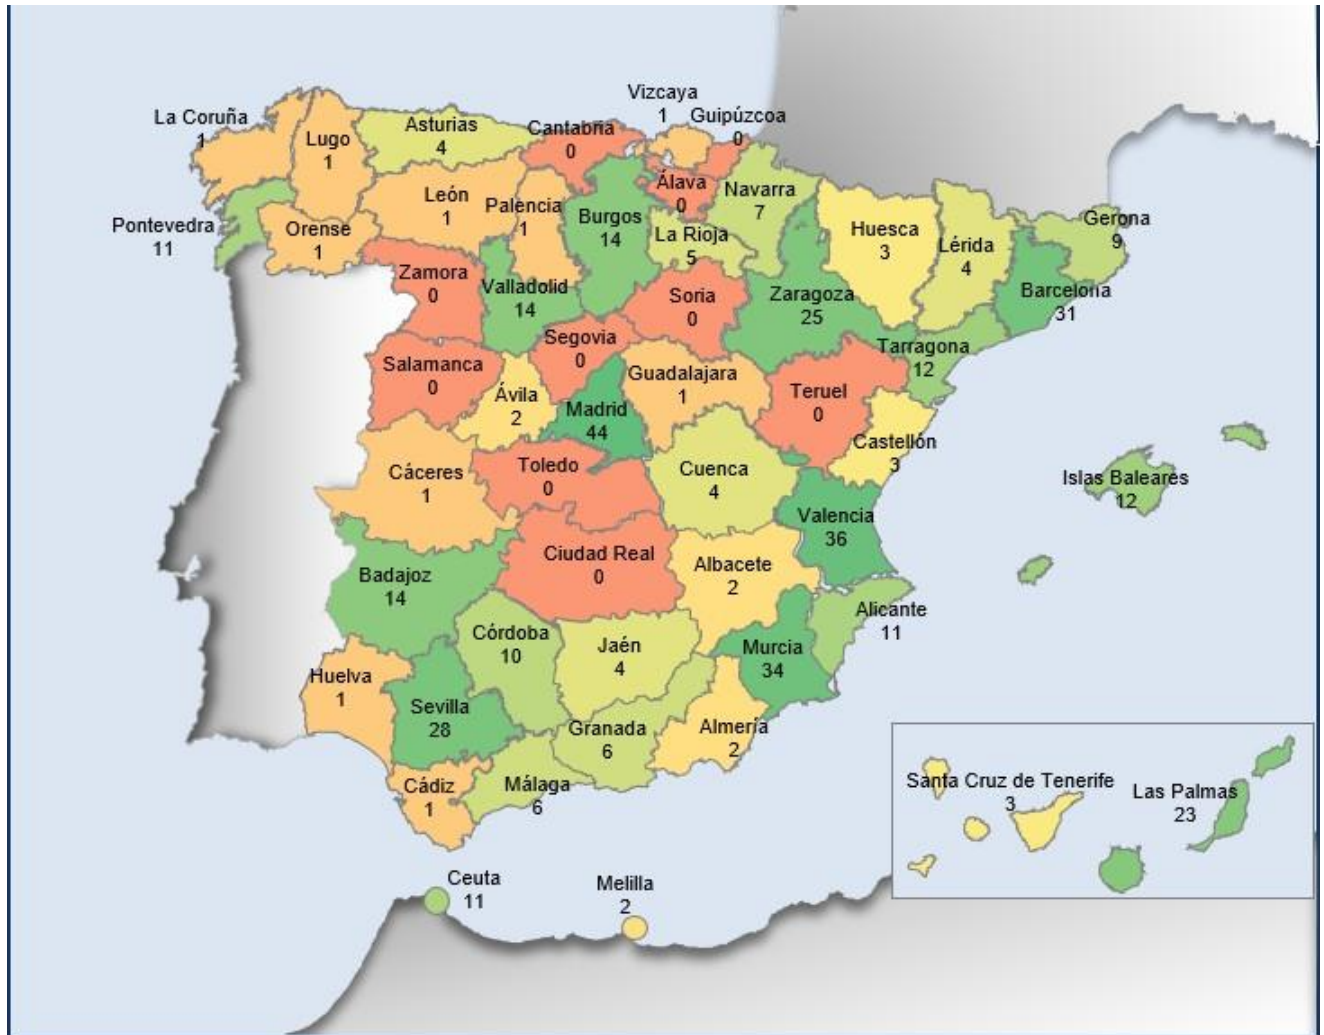 Vizcaya
1
La Coruña
1
Lugo
1
Asturias
4
Cantabria
0
Guipúzcoa
0
Álava
0
Navarra
7
León
1
Palencia
1
Burgos
14
La Rioja
5
Huesca
3
Lérida
4
Gerona
9
Pontevedra
11
Orense
1
Zamora
0
Valladolid
14
Soria
0
Zaragoza
25
Barcelona
31
Tarragona
12
Segovia
0
Salamanca
0
Ávila
2
Madrid
44
Guadalajara
1
Teruel
0
Castellón
3
Cáceres
1
Toledo
0
Cuenca
4
Islas Baleares
12
Valencia
36
Ciudad Real
0
Albacete
2
Badajoz
14
Alicante
11
Córdoba
10
Jaén
4
Murcia
34
Huelva
1
Sevilla
28
Granada
6
Almería
2
Cádiz
1
Málaga
6
Santa Cruz de Tenerife
3
Las Palmas
23
Ceuta
11
Melilla
2